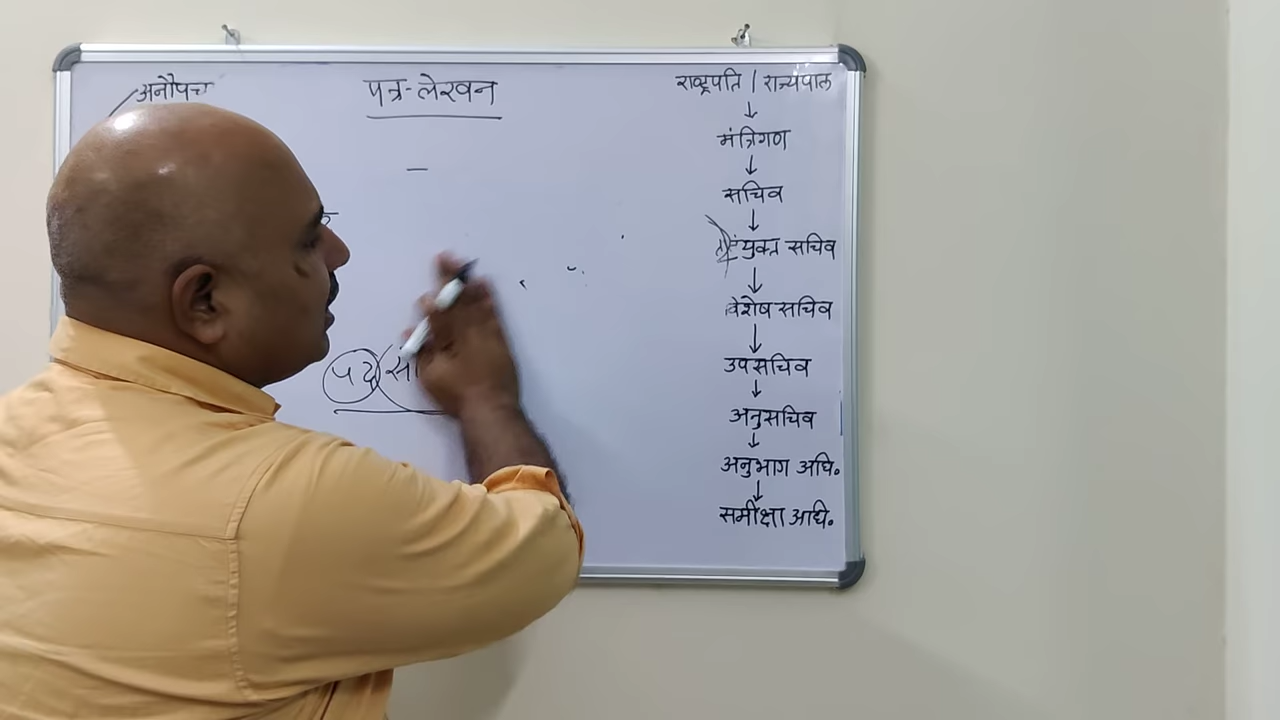 पत्र-लेखन
राष्ट्रपति / राज्यपाल
↓
मंत्रिगण
↓
सचिव
↓
संयुक्त सचिव
↓
विशेष सचिव
↓
उपसचिव
↓
अनुसचिव
↓
अनुभाग अधि॰
↓
समीक्षा अधि॰